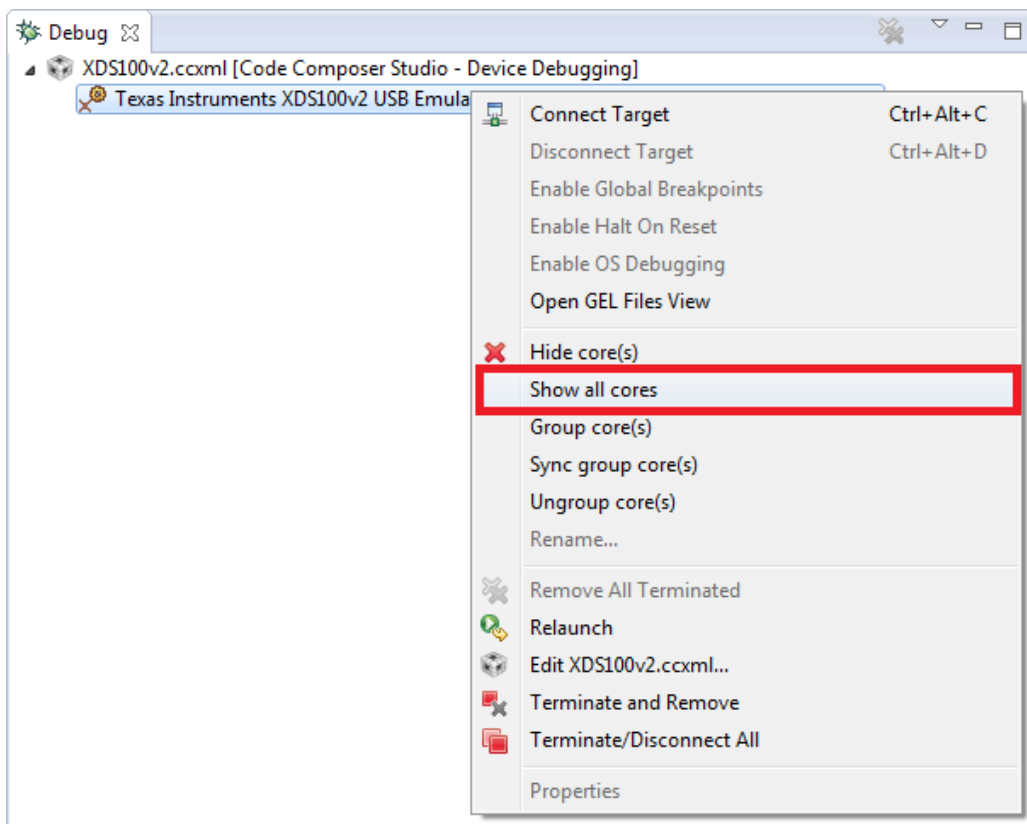 Debug
XDS100v2.ccxml [Code Composer Studio - Device Debugging]
Texas Instruments XDS100v2 USB Emula
Connect Target Ctrl+Alt+C
Disconnect Target Ctrl+Alt+D
Enable Global Breakpoints
Enable Halt On Reset
Enable OS Debugging
Open GEL Files View
Hide core(s)
Show all cores
Group core(s)
Sync group core(s)
Ungroup core(s)
Rename...
Remove All Terminated
Relaunch
Edit XDS100v2.ccxml...
Terminate and Remove
Terminate/Disconnect All
Properties